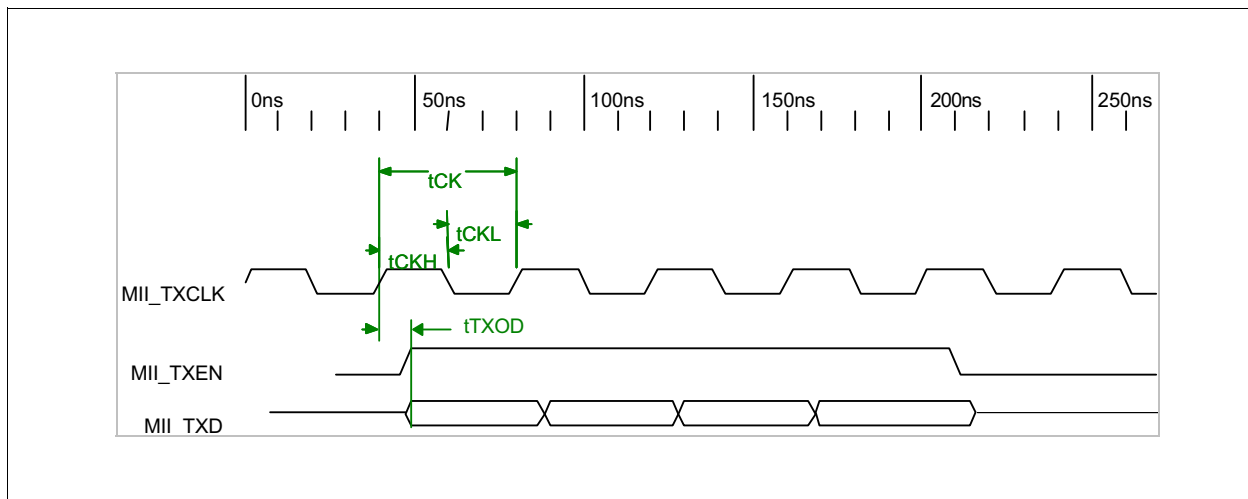 0ns 50ns 100ns 150ns 200ns 250ns
tCK
tCKL
tCKH
MII_TXCLK
tTXOD
MII_TXEN
MII_TXD